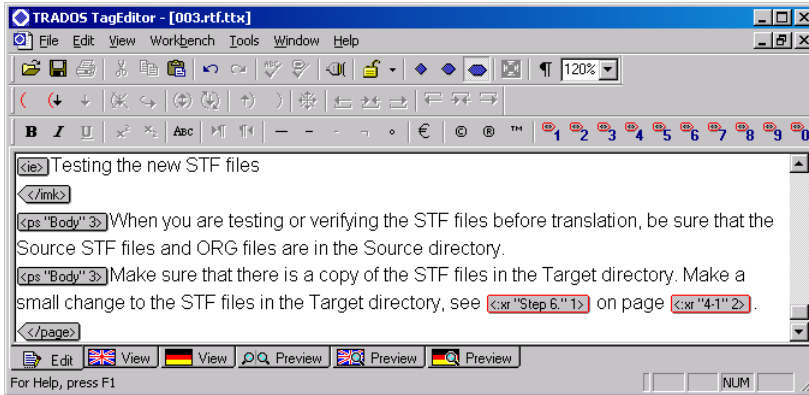 TRADOS TagEditor - [003.rtf.ttx]
File Edit View Workbench Tools Window Help
ABC 120%
B I U x² x₂ ABC € © ® ™ 1 2 3 4 5 6 7 8 9 0
<ie> Testing the new STF files
</imk>
<ps "Body" 3> When you are testing or verifying the STF files before translation, be sure that the
Source STF files and ORG files are in the Source directory.
<ps "Body" 3> Make sure that there is a copy of the STF files in the Target directory. Make a
small change to the STF files in the Target directory, see <:xr "Step 6." 1> on page <:xr "4-1" 2>.
</page>
Edit View View Preview Preview Preview
For Help, press F1 NUM